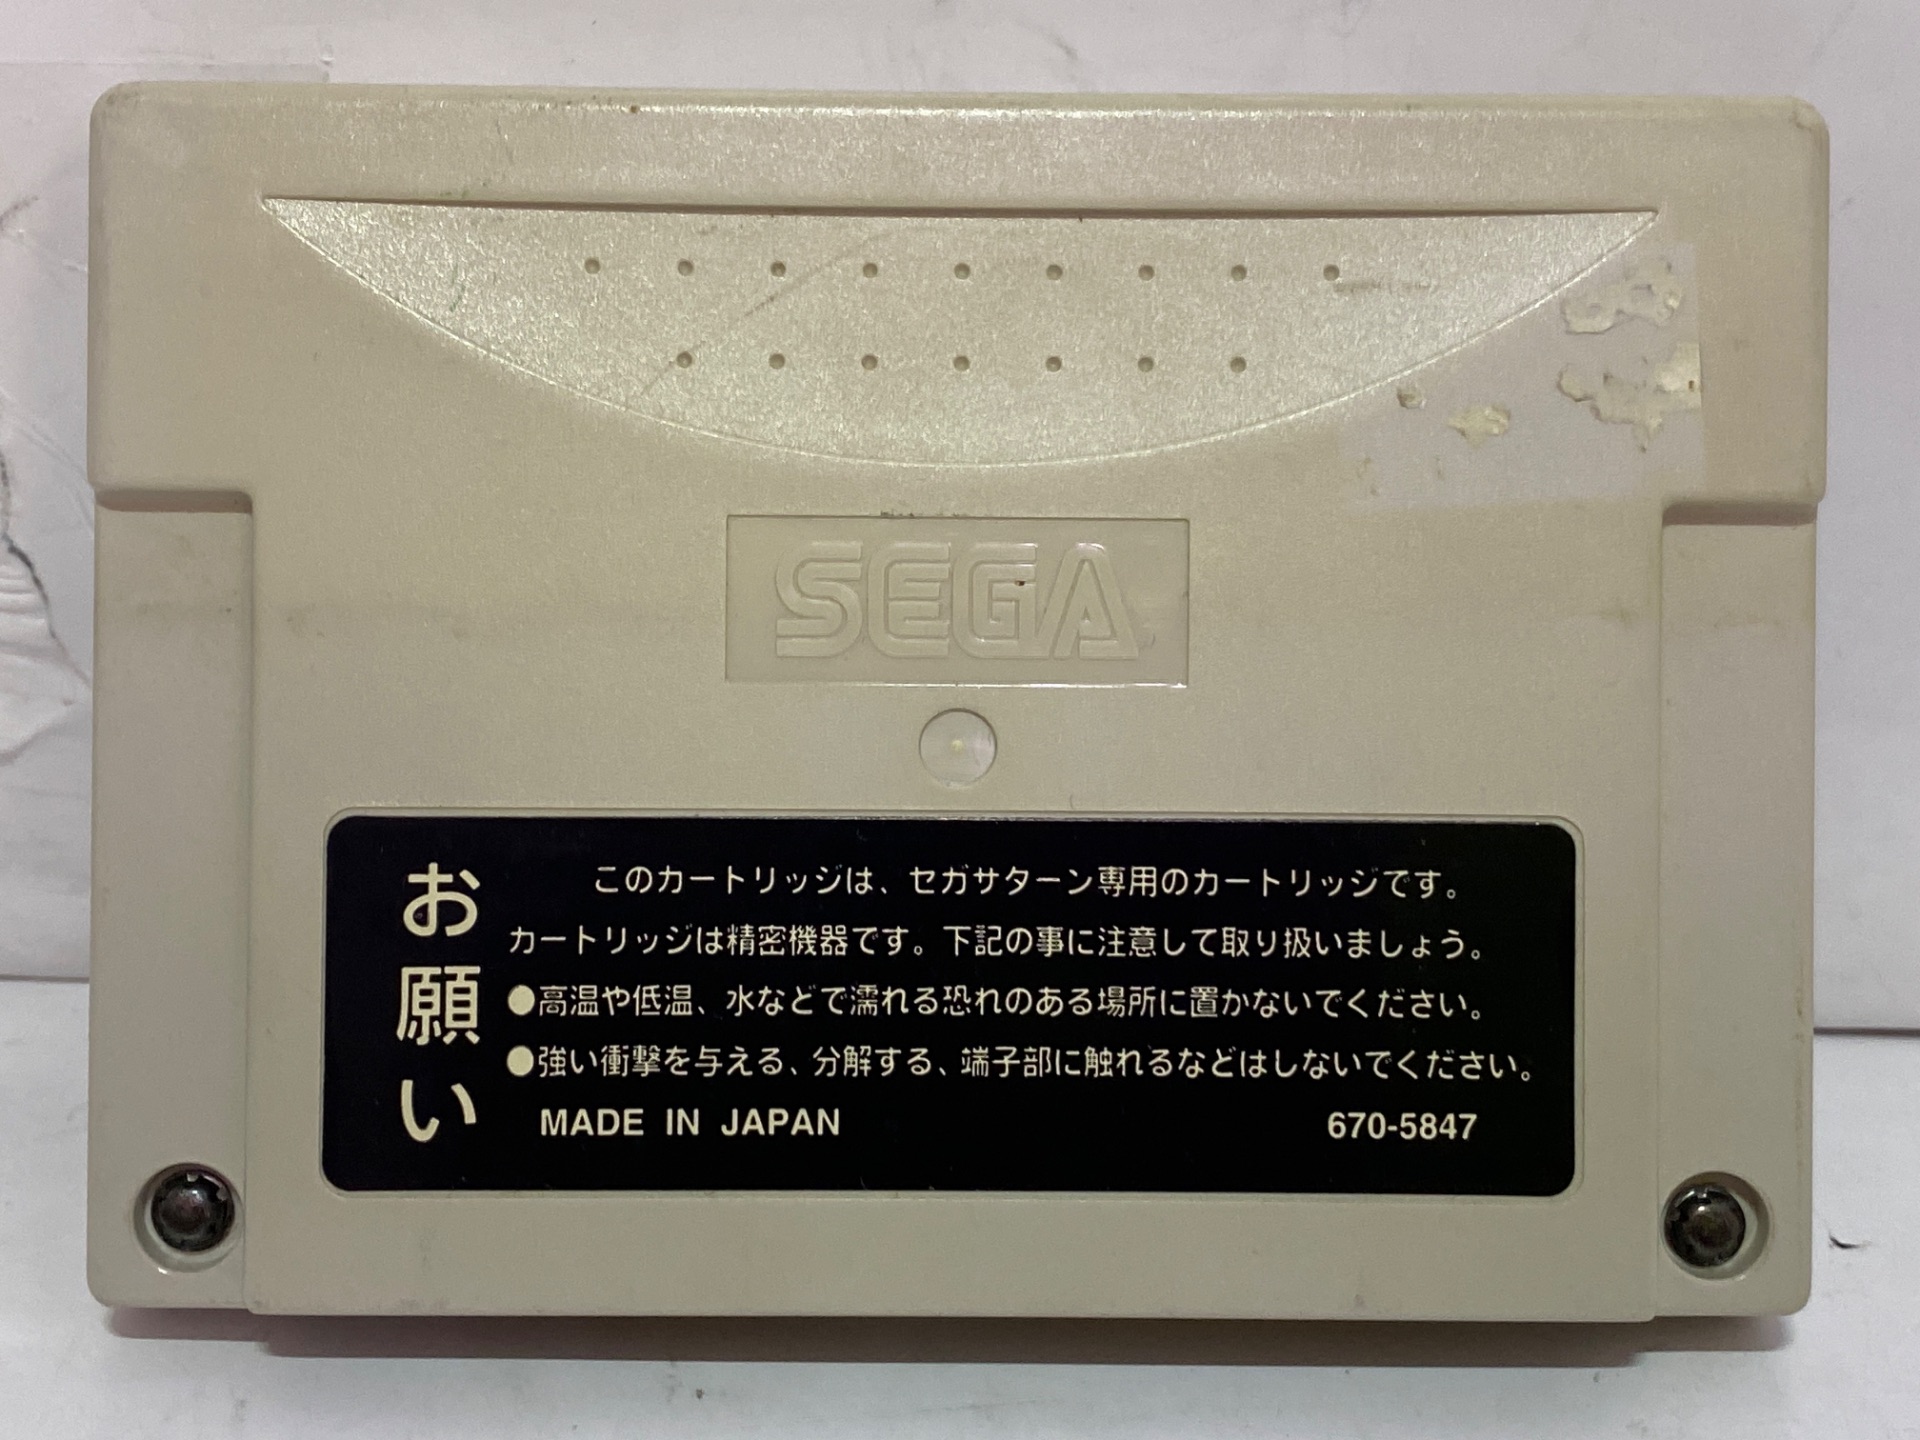 SEGA
お願い
このカートリッジは、セガサターン専用のカートリッジです。
カートリッジは精密機器です。下記の事に注意して取り扱いましょう。
●高温や低温、水などで濡れる恐れのある場所に置かないでください。
●強い衝撃を与える、分解する、端子部に触れるなどはしないでください。
MADE IN JAPAN 670-5847